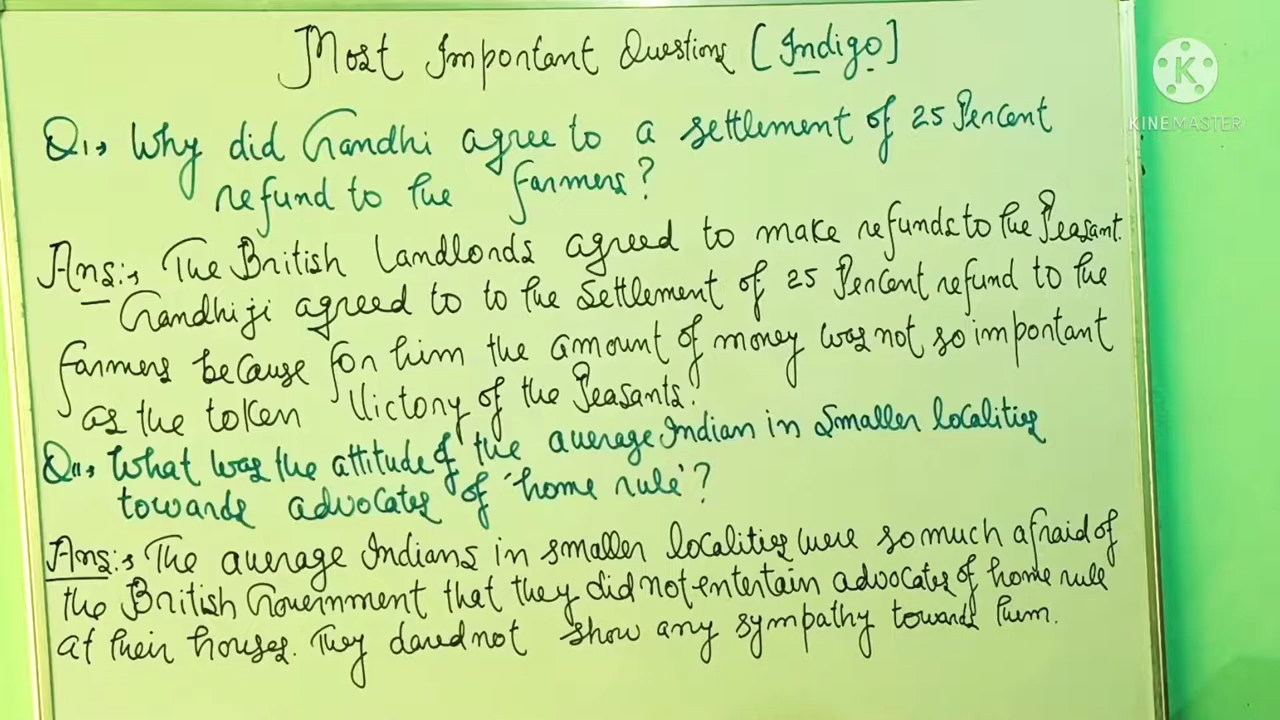 Most Important Questions [Indigo]
KINEMASTER
Q1, Why did Gandhi agree to a settlement of 25 Percent
refund to the farmers?
Ans:, The British Landlords agreed to make refunds to the Peasant.
Gandhiji agreed to to the Settlement of 25 Percent refund to the
farmers because for him the amount of money was not so important
as the token Victory of the Peasants.
Q11, What was the attitude of the average Indian in Smaller localities
towards advocates of 'home rule'?
Ans:, The average Indians in smaller localities were so much afraid of
the British Government that they did not entertain advocates of home rule
at their houses. They dared not show any sympathy towards them.